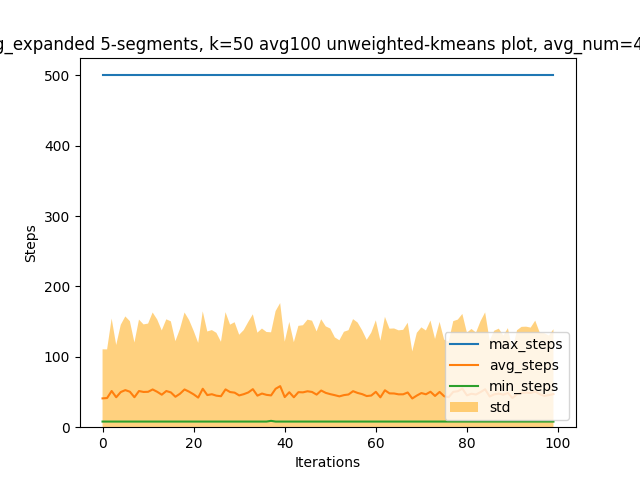 g_expanded 5-segments, k=50 avg100 unweighted-kmeans plot, avg_num=4
500
400
300
200
100
0
Steps
0 20 40 60 80 100
Iterations
max_steps
avg_steps
min_steps
std